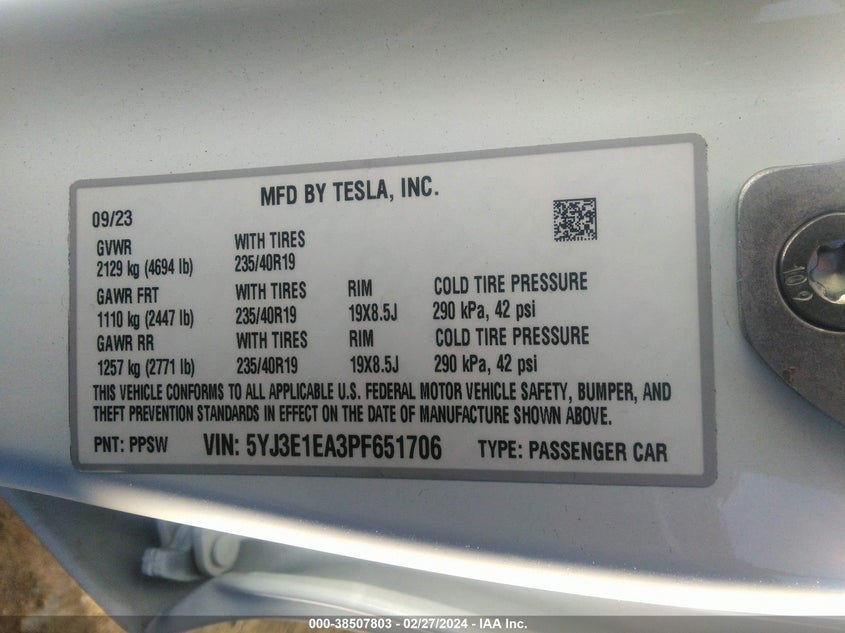 MFD BY TESLA, INC.
09/23
GVWR WITH TIRES
2129 kg (4694 lb) 235/40R19
GAWR FRT WITH TIRES RIM COLD TIRE PRESSURE
1110 kg (2447 lb) 235/40R19 19X8.5J 290 kPa, 42 psi
GAWR RR WITH TIRES RIM COLD TIRE PRESSURE
1257 kg (2771 lb) 235/40R19 19X8.5J 290 kPa, 42 psi
THIS VEHICLE CONFORMS TO ALL APPLICABLE U.S. FEDERAL MOTOR VEHICLE SAFETY, BUMPER, AND
THEFT PREVENTION STANDARDS IN EFFECT ON THE DATE OF MANUFACTURE SHOWN ABOVE.
PNT: PPSW VIN: 5YJ3E1EA3PF651706 TYPE: PASSENGER CAR
10.9
000-38507803 - 02/27/2024 - IAA Inc.